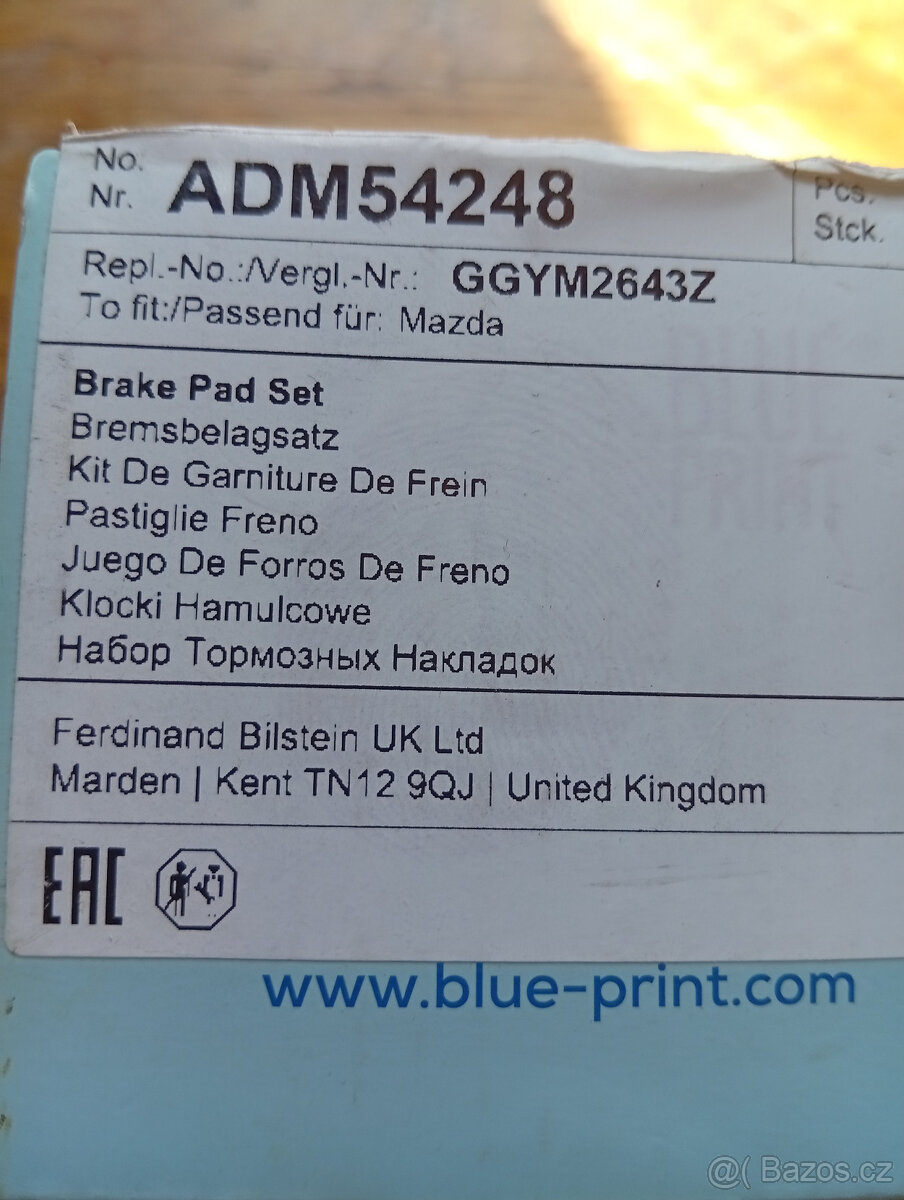 No.
Nr. ADM54248
Pcs.
Stck.
Repl.-No.:/Vergl.-Nr.: GGYM2643Z
To fit:/Passend für: Mazda
Brake Pad Set
Bremsbelagsatz
Kit De Garniture De Frein
Pastiglie Freno
Juego De Forros De Freno
Klocki Hamulcowe
Набор Тормозных Накладок
Ferdinand Bilstein UK Ltd
Marden | Kent TN12 9QJ | United Kingdom
EAC
www.blue-print.com
@( Bazos.cz